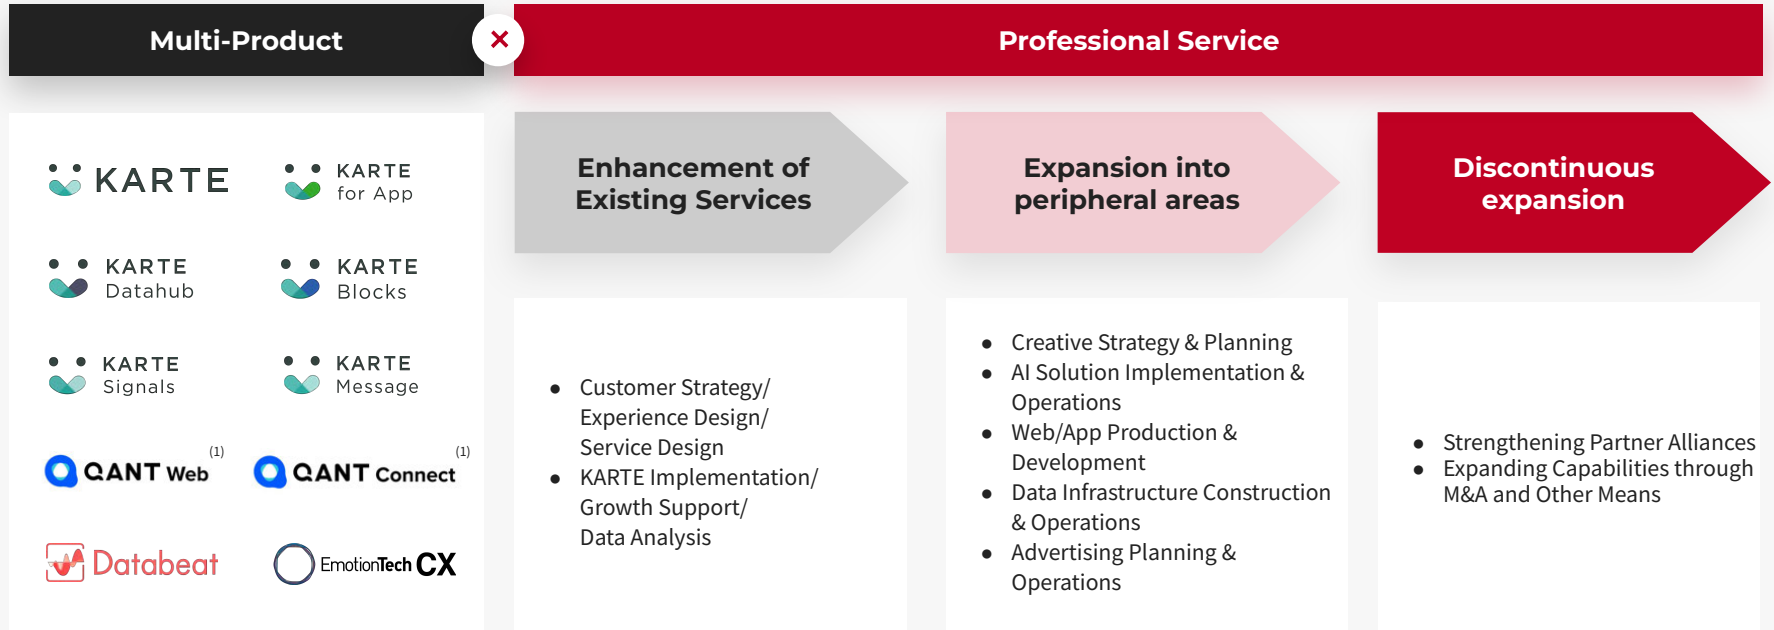 Multi-Product
×
Professional Service
KARTE
KARTE
for App
KARTE
Datahub
KARTE
Blocks
KARTE
Signals
KARTE
Message
QANT Web (1)
QANT Connect (1)
Databeat
EmotionTech CX
Enhancement of
Existing Services
● Customer Strategy/
Experience Design/
Service Design
● KARTE Implementation/
Growth Support/
Data Analysis
Expansion into
peripheral areas
● Creative Strategy & Planning
● AI Solution Implementation &
Operations
● Web/App Production &
Development
● Data Infrastructure Construction
& Operations
● Advertising Planning &
Operations
Discontinuous
expansion
● Strengthening Partner Alliances
● Expanding Capabilities through
M&A and Other Means